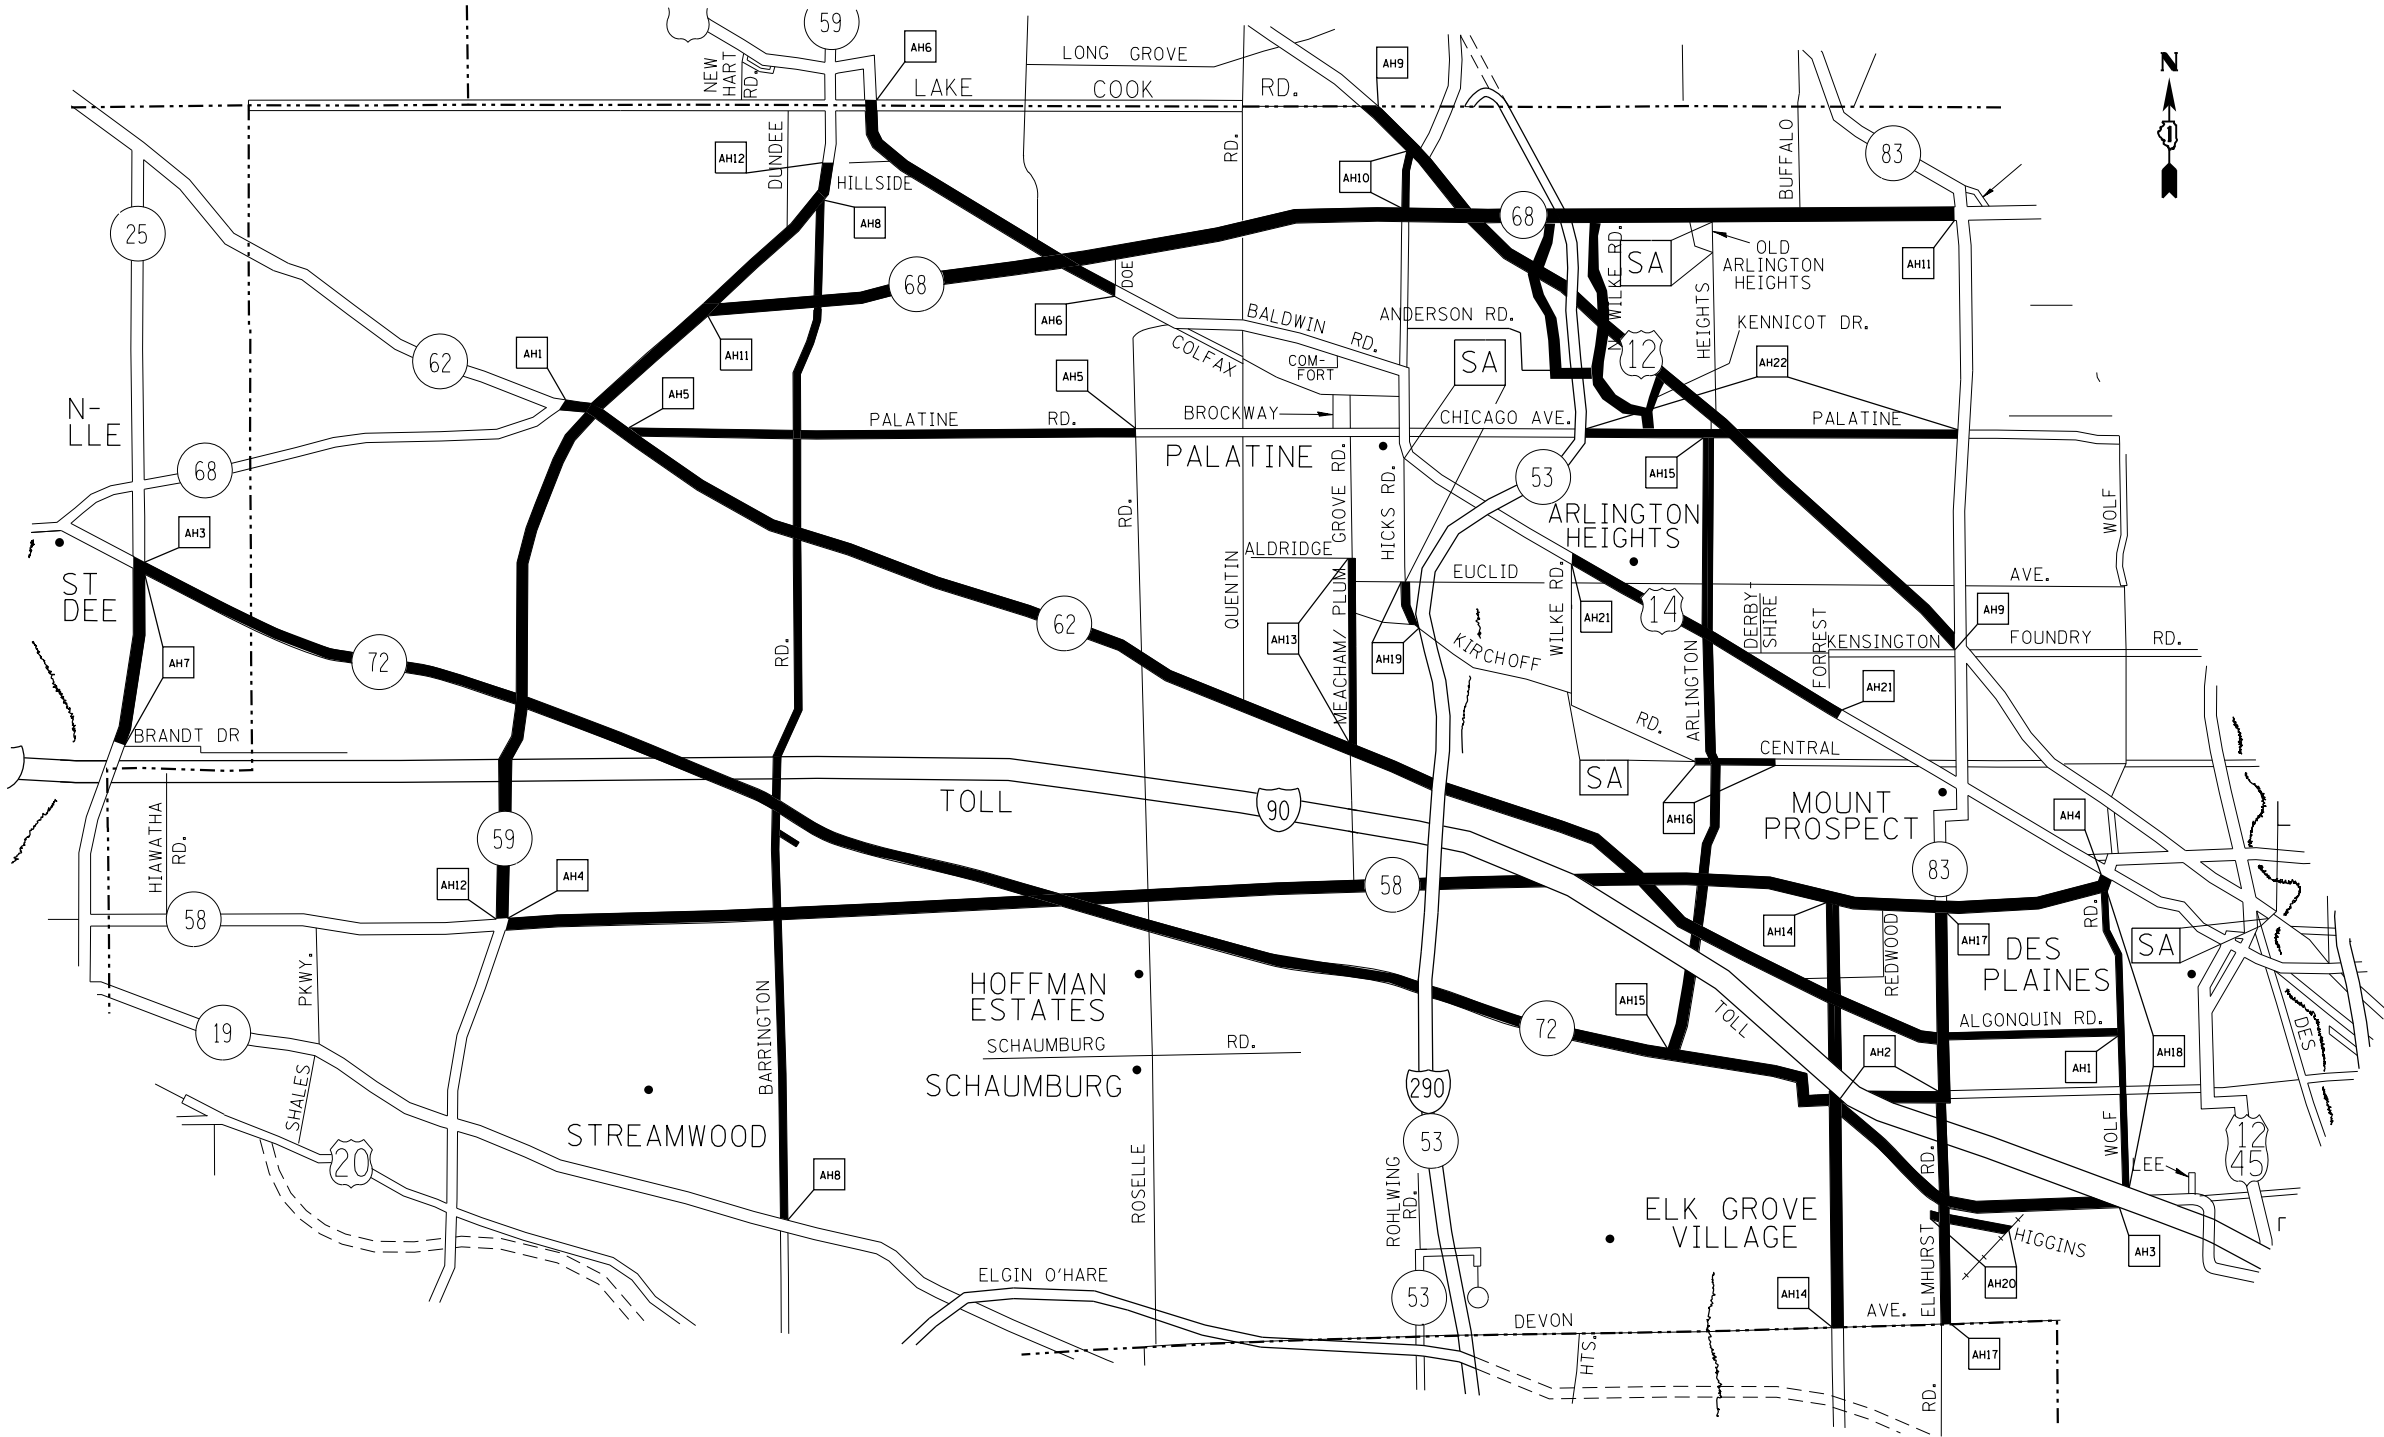 59
AH6
AH9
N
LONG GROVE
NEW
HART
RD.
LAKE
COOK
RD.
DUNDEE
RD.
BUFFALO
83
1
AH12
HILLSIDE
AH10
AH8
25
68
WILKE RD.
SA
OLD
ARLINGTON
HEIGHTS
AH11
68
DOE
AH6
BALDWIN
RD.
ANDERSON RD.
N
HEIGHTS
KENNICOT DR.
62
AH1
AH11
COLFAX
COM-
FORT
SA
12
AH22
AH5
AH5
N-
LLE
PALATINE
RD.
BROCKWAY
CHICAGO AVE.
PALATINE
68
PALATINE
GROVE RD.
HICKS RD.
53
AH15
RD.
ARLINGTON
HEIGHTS
WOLF
AH3
ST
DEE
QUENTIN
ALDRIDGE
MEACHAM/ PLUM
EUCLID
AVE.
WILKE RD.
AH21
14
DERBY-
SHIRE
FORREST
AH9
62
AH13
KENSINGTON
FOUNDRY
RD.
72
AH7
RD.
AH19
KIRCHOFF
ARLINGTON
AH21
BRANDT DR
RD.
CENTRAL
SA
HIAWATHA
RD.
TOLL
90
AH16
MOUNT
PROSPECT
AH4
59
83
AH12
AH4
58
58
AH14
REDWOOD
AH17
RD.
DES
PLAINES
SA
PKWY.
BARRINGTON
HOFFMAN
ESTATES
AH15
TOLL
72
ALGONQUIN RD.
DES
19
SCHAUMBURG
RD.
AH2
AH1
AH18
SHALES
SCHAUMBURG
290
STREAMWOOD
53
WOLF
12
45
20
AH8
ROSELLE
ROHLWING
RD.
RD.
LEE
ELK GROVE
VILLAGE
ELMHURST
HIGGINS
AH3
ELGIN O'HARE
53
AH14
AH20
DEVON
AVE.
HTS.
AH17
RD.